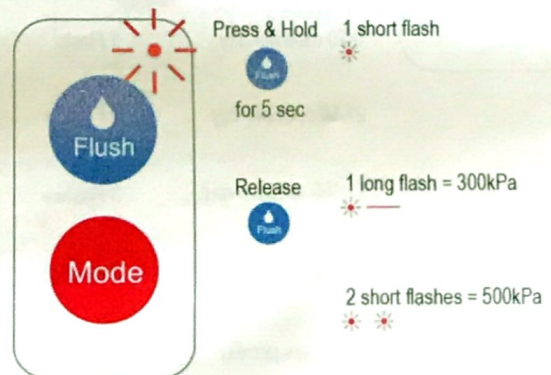 Flush
Mode
Press & Hold
Flush
for 5 sec
1 short flash
Release
Flush
1 long flash = 300kPa
2 short flashes = 500kPa